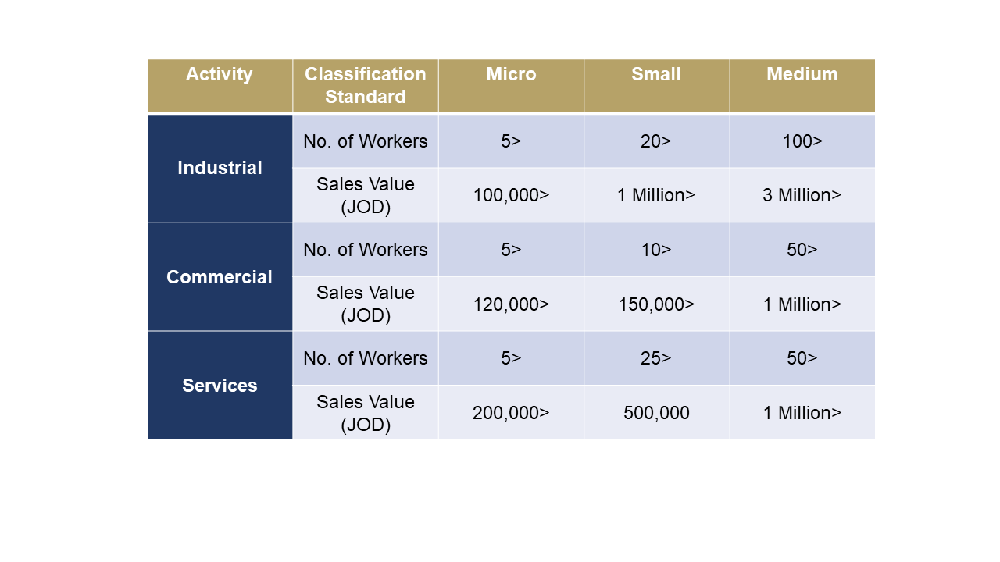 Activity Classification Standard Micro Small Medium
Industrial No. of Workers 5> 20> 100>
Sales Value (JOD) 100,000> 1 Million> 3 Million>
Commercial No. of Workers 5> 10> 50>
Sales Value (JOD) 120,000> 150,000> 1 Million>
Services No. of Workers 5> 25> 50>
Sales Value (JOD) 200,000> 500,000 1 Million>